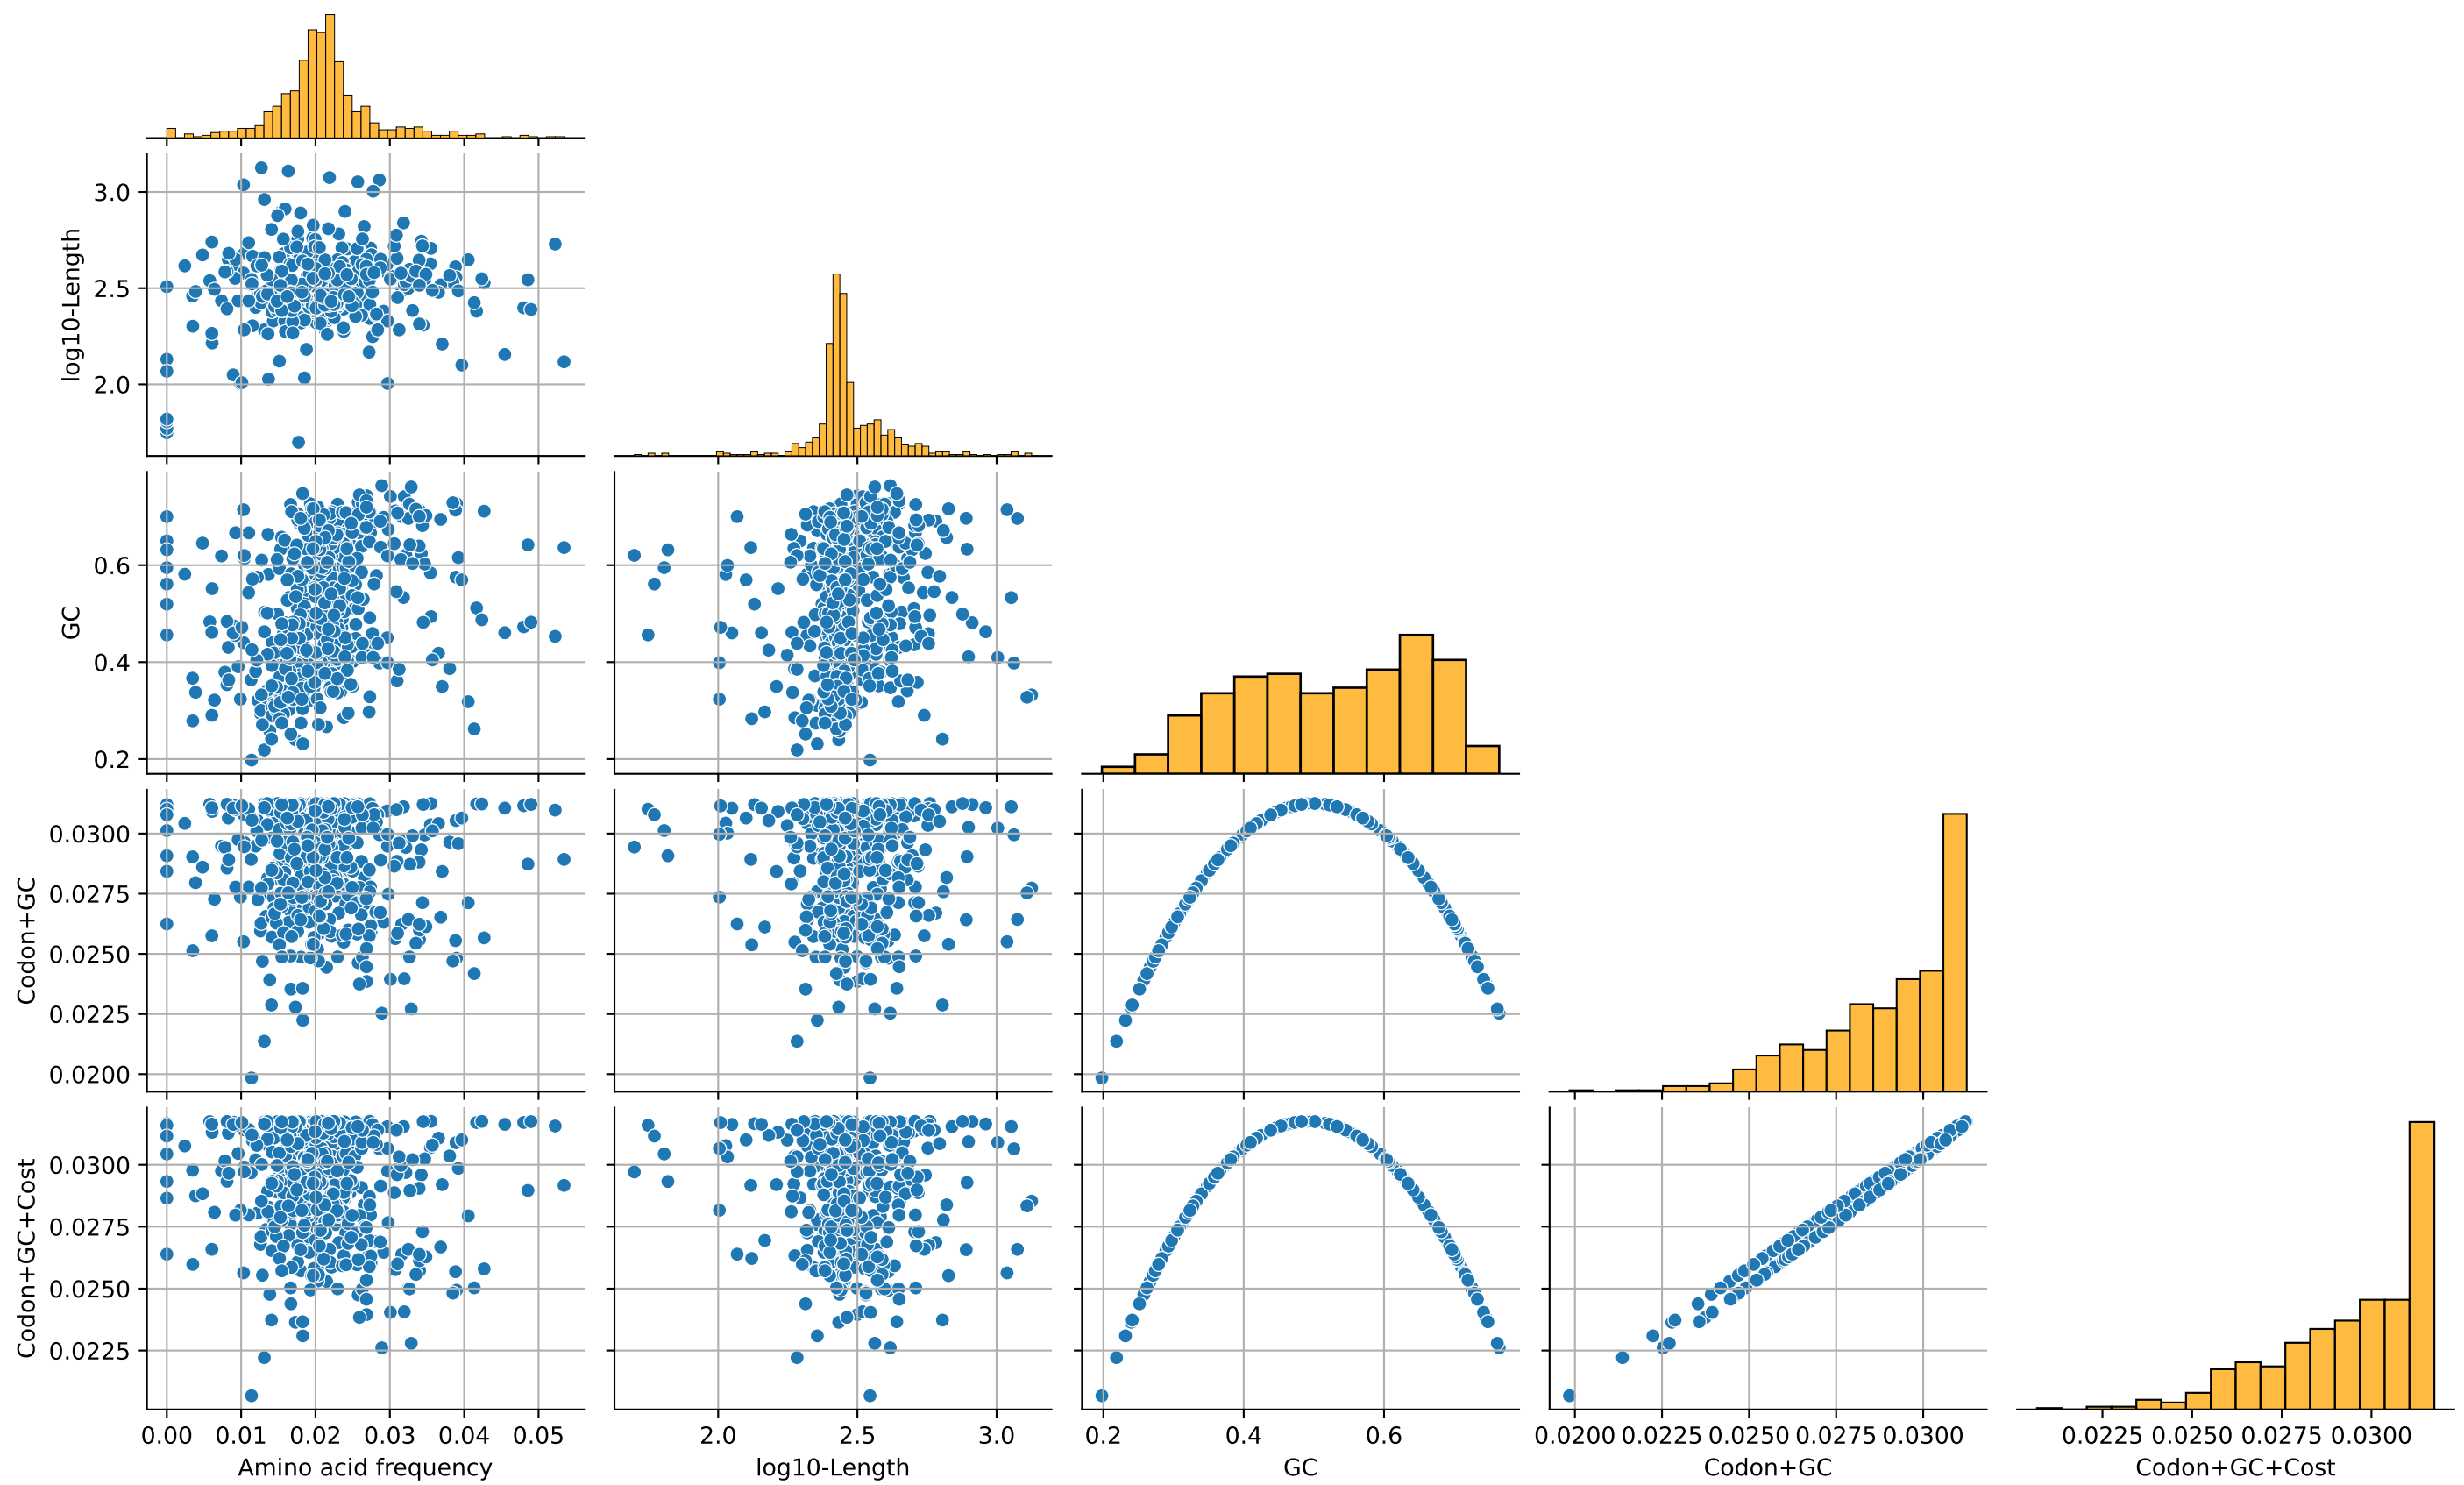 3.0
2.5
2.0
log10-Length
0.6
0.4
0.2
GC
0.0300
0.0275
0.0250
0.0225
0.0200
Codon+GC
0.0300
0.0275
0.0250
0.0225
Codon+GC+Cost
0.00 0.01 0.02 0.03 0.04 0.05
Amino acid frequency
2.0 2.5 3.0
log10-Length
0.2 0.4 0.6
GC
0.0200 0.0225 0.0250 0.0275 0.0300
Codon+GC
0.0225 0.0250 0.0275 0.0300
Codon+GC+Cost